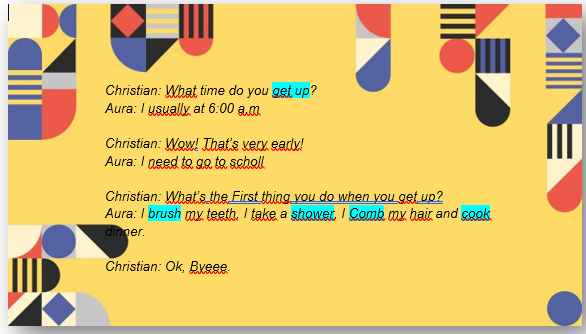 Christian: What time do you get up?
Aura: I usually at 6:00 a.m
Christian: Wow! That's very early!
Aura: I need to go to scholl
Christian: What's the First thing you do when you get up?
Aura: I brush my teeth, I take a shower, I Comb my hair and cook
dinner.
Christian: Ok, Byeee.